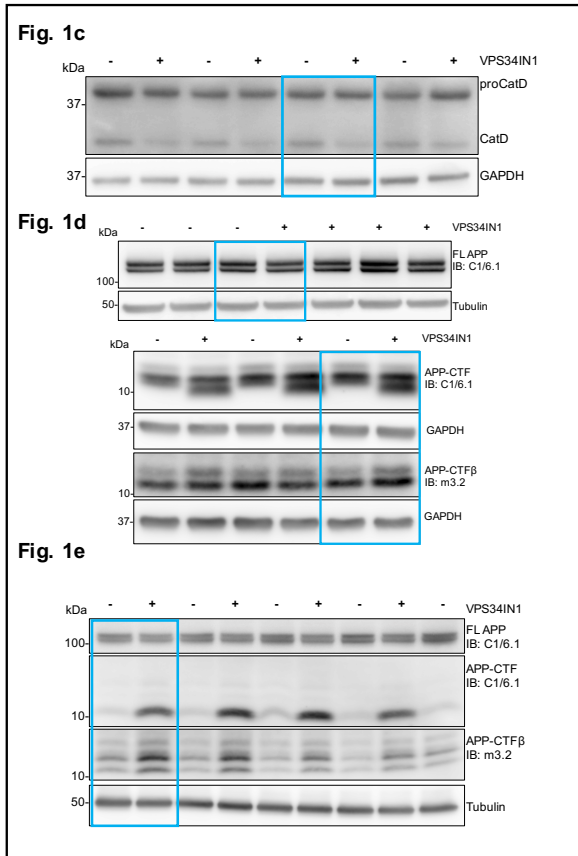 Fig. 1c
- + - + - + - + VPS34IN1
kDa
proCatD
37-
CatD
37- GAPDH
Fig. 1d
- - - + + + + VPS34IN1
kDa
FL APP
IB: C1/6.1
100-
50- Tubulin
- + - + - + VPS34IN1
kDa
APP-CTF
IB: C1/6.1
10-
37- GAPDH
APP-CTFβ
IB: m3.2
10-
37- GAPDH
Fig. 1e
- + - + - + - + - VPS34IN1
kDa
FL APP
100- IB: C1/6.1
APP-CTF
IB: C1/6.1
10-
APP-CTFβ
IB: m3.2
10-
50- Tubulin